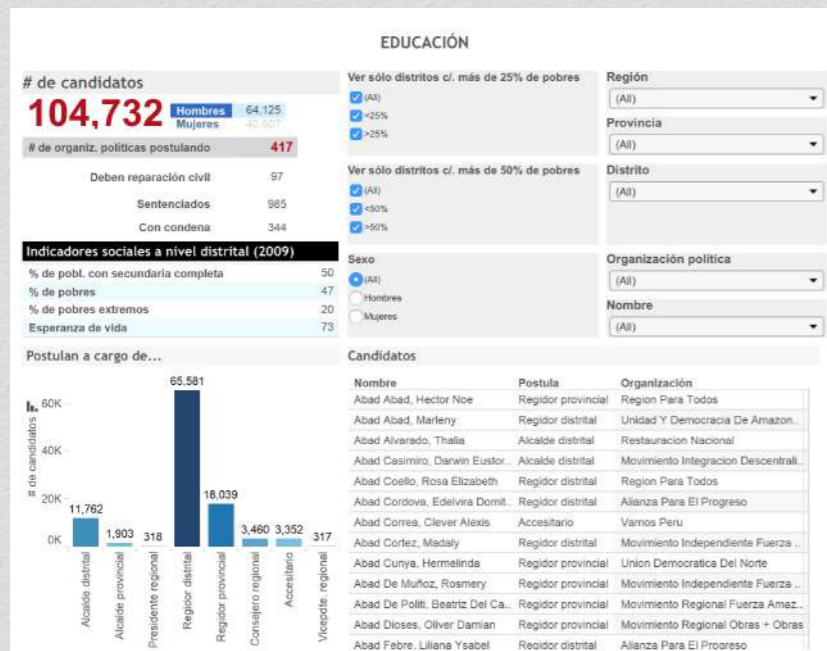 EDUCACIÓN
# de candidatos
104,732
Hombres 64,125
Mujeres 40,607
# de organiz. políticas postulando 417
Deben reparación civil 97
Sentenciados 985
Con condena 344
Indicadores sociales a nivel distrital (2009)
% de pobl. con secundaria completa 50
% de pobres 47
% de pobres extremos 20
Esperanza de vida 73
Ver sólo distritos c/. más de 25% de pobres
(All)
<25%
>25%
Ver sólo distritos c/. más de 50% de pobres
(All)
<50%
>50%
Sexo
(All)
Hombres
Mujeres
Región
(All)
Provincia
(All)
Distrito
(All)
Organización política
(All)
Nombre
(All)
Postulan a cargo de...
# de candidatos
60K
40K
20K
0K
11,762
1,903
318
65,581
18,039
3,460
3,352
317
Alcalde distrital
Alcalde provincial
Presidente regional
Regidor distrital
Regidor provincial
Consejero regional
Accesitario
Vicepdte. regional
Candidatos
Nombre Postula Organización
Abad Abad, Hector Noe Regidor provincial Region Para Todos
Abad Abad, Marleny Regidor distrital Unidad Y Democracia De Amazon..
Abad Alvarado, Thalia Alcalde distrital Restauracion Nacional
Abad Casimiro, Darwin Eustor.. Alcalde distrital Movimiento Integracion Descentrali..
Abad Coello, Rosa Elizabeth Regidor distrital Region Para Todos
Abad Cordova, Edelvira Domit.. Regidor distrital Alianza Para El Progreso
Abad Correa, Clever Alexis Accesitario Vamos Peru
Abad Cortez, Madaly Regidor distrital Movimiento Independiente Fuerza ..
Abad Cunya, Hermelinda Regidor provincial Union Democratica Del Norte
Abad De Muñoz, Rosmery Regidor provincial Movimiento Independiente Fuerza ..
Abad De Politi, Beatriz Del Ca.. Regidor provincial Movimiento Regional Fuerza Amaz..
Abad Dioses, Oliver Damian Regidor provincial Movimiento Regional Obras + Obras
Abad Febre, Liliana Ysabel Regidor distrital Alianza Para El Progreso